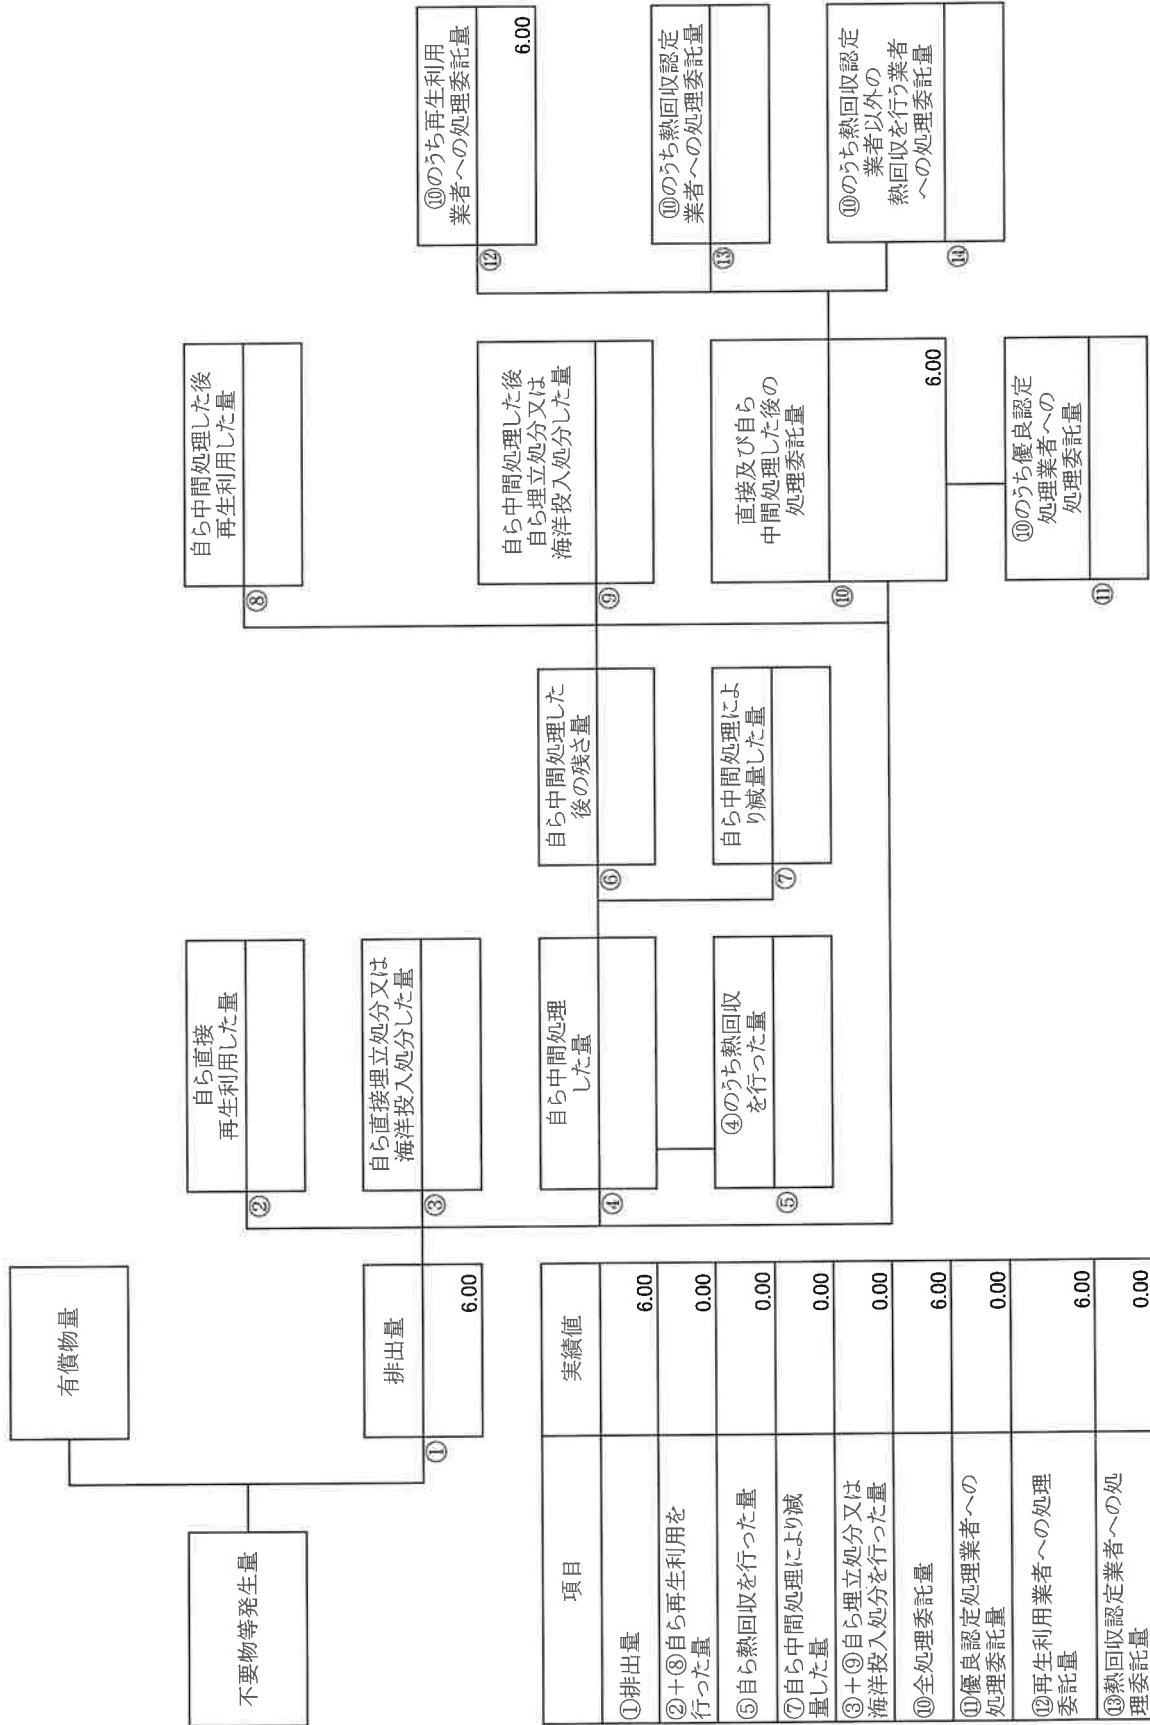 不要物等発生量
有償物量
①
排出量
6.00
②
自ら直接
再生利用した量
③
自ら直接埋立処分又は
海洋投入処分した量
④
自ら中間処理
した量
⑤
④のうち熱回収
を行った量
⑥
自ら中間処理した
後の残さ量
⑦
自ら中間処理によ
り減量した量
⑧
自ら中間処理した後
再生利用した量
⑨
自ら中間処理した後
自ら埋立処分又は
海洋投入処分した量
⑩
直接及び自ら
中間処理した後の
処理委託量
6.00
⑪
⑩のうち優良認定
処理業者への
処理委託量
⑫
⑩のうち再生利用
業者への処理委託量
6.00
⑬
⑩のうち熱回収認定
業者への処理委託量
⑭
⑩のうち熱回収認定
業者以外の
熱回収を行う業者
への処理委託量
項目 実績値
①排出量 6.00
②+⑧自ら再生利用を
行った量 0.00
⑤自ら熱回収を行った量 0.00
⑦自ら中間処理により減
量した量 0.00
③+⑨自ら埋立処分又は
海洋投入処分を行った量 0.00
⑩全処理委託量 6.00
⑪優良認定処理業者への
処理委託量 0.00
⑫再生利用業者への処理
委託量 6.00
⑬熱回収認定業者への処
理委託量 0.00